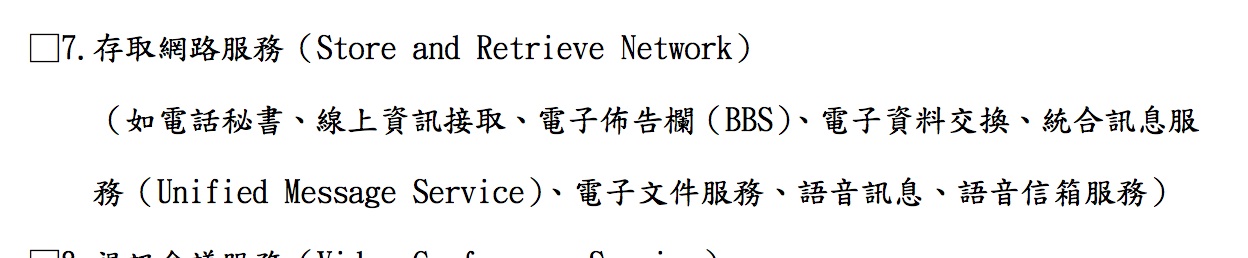 □7.存取網路服務（Store and Retrieve Network）
（如電話秘書、線上資訊接取、電子佈告欄（BBS）、電子資料交換、統合訊息服
務（Unified Message Service）、電子文件服務、語音訊息、語音信箱服務）